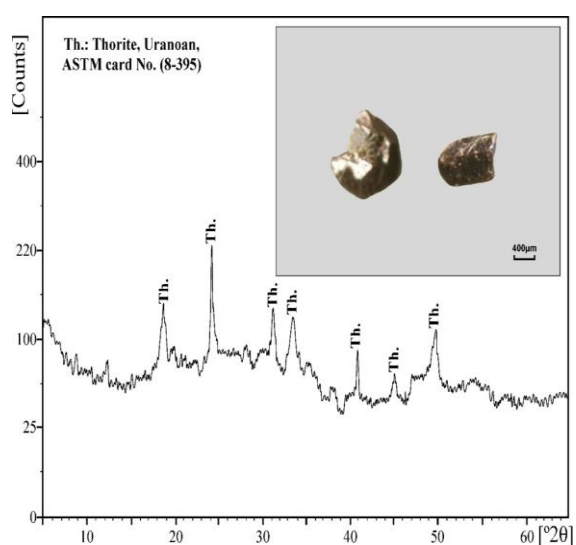 Th.: Thorite, Uranoan,
ASTM card No. (8-395)
[Counts]
400
220
100
25
0
Th.
Th.
Th.
Th.
Th.
Th.
Th.
400µm
10
20
30
40
50
60
[°2θ]